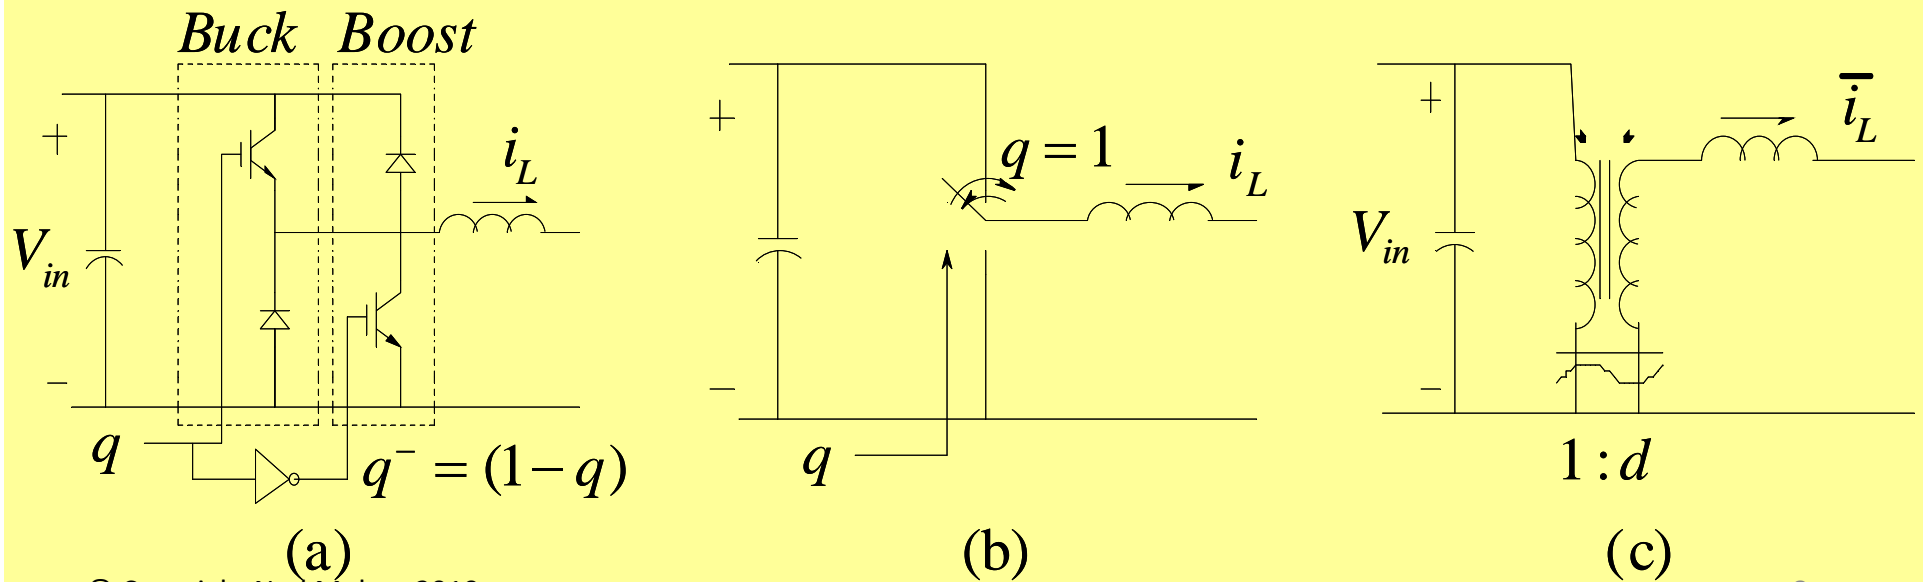 Buck Boost
+ i_L
V_in
−
q q⁻ = (1 − q)
(a)
+ q = 1 i_L
−
q
(b)
+ i̅_L
V_in
−
1 : d
(c)